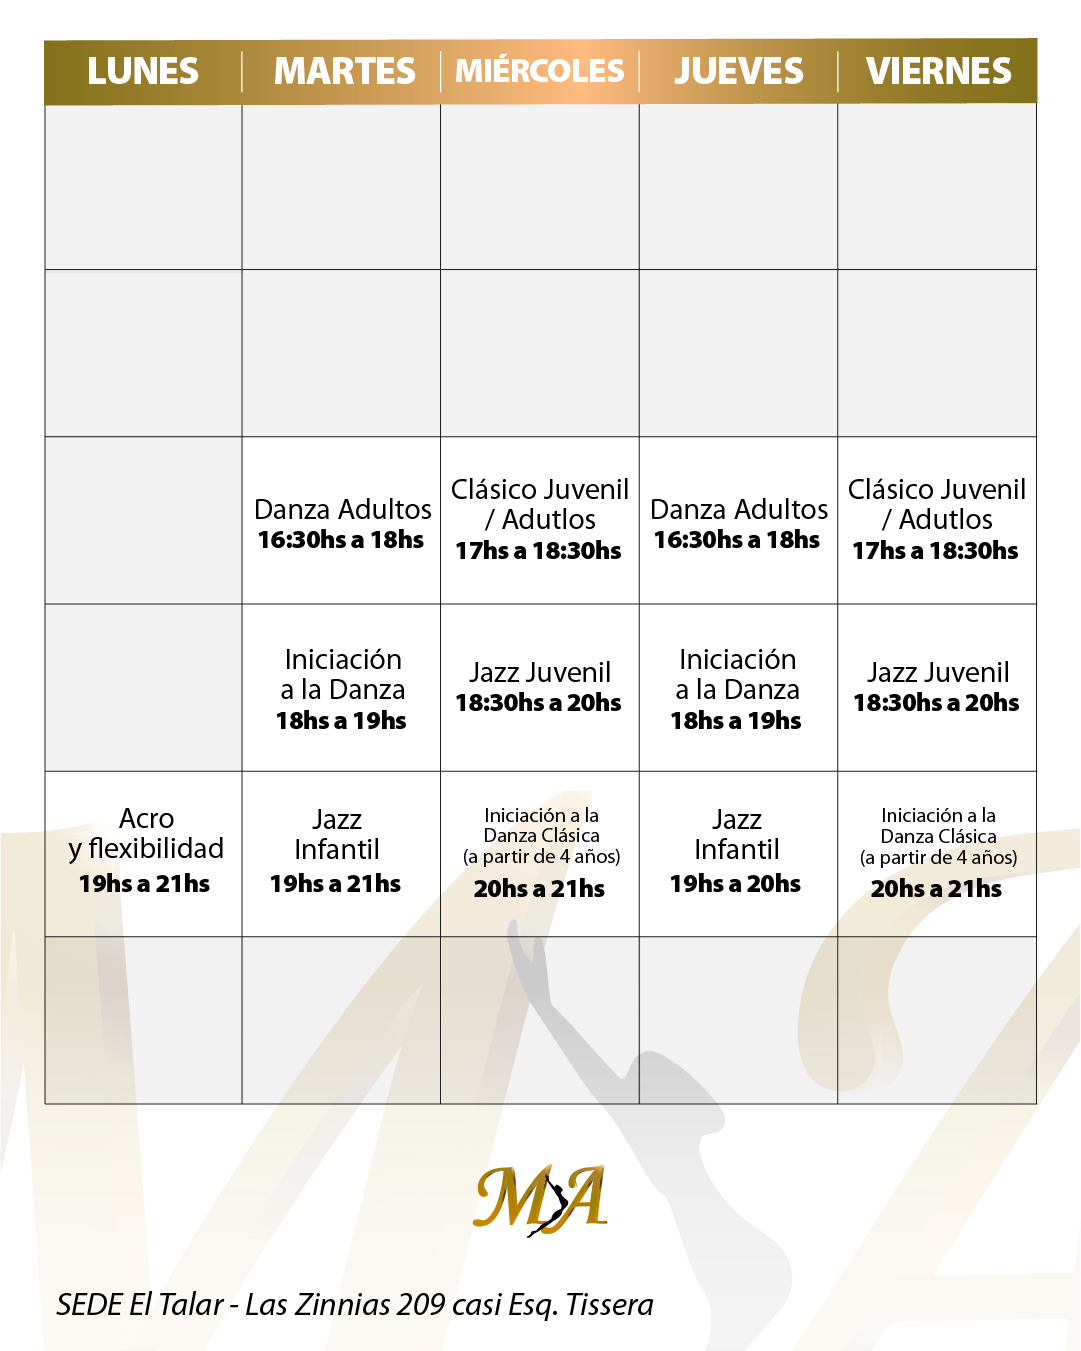 LUNES MARTES MIÉRCOLES JUEVES VIERNES
Danza Adultos
16:30hs a 18hs
Clásico Juvenil
/ Adutlos
17hs a 18:30hs
Danza Adultos
16:30hs a 18hs
Clásico Juvenil
/ Adutlos
17hs a 18:30hs
Iniciación
a la Danza
18hs a 19hs
Jazz Juvenil
18:30hs a 20hs
Iniciación
a la Danza
18hs a 19hs
Jazz Juvenil
18:30hs a 20hs
Acro
y flexibilidad
19hs a 21hs
Jazz
Infantil
19hs a 21hs
Iniciación a la
Danza Clásica
(a partir de 4 años)
20hs a 21hs
Jazz
Infantil
19hs a 20hs
Iniciación a la
Danza Clásica
(a partir de 4 años)
20hs a 21hs
MA
SEDE El Talar - Las Zinnias 209 casi Esq. Tissera